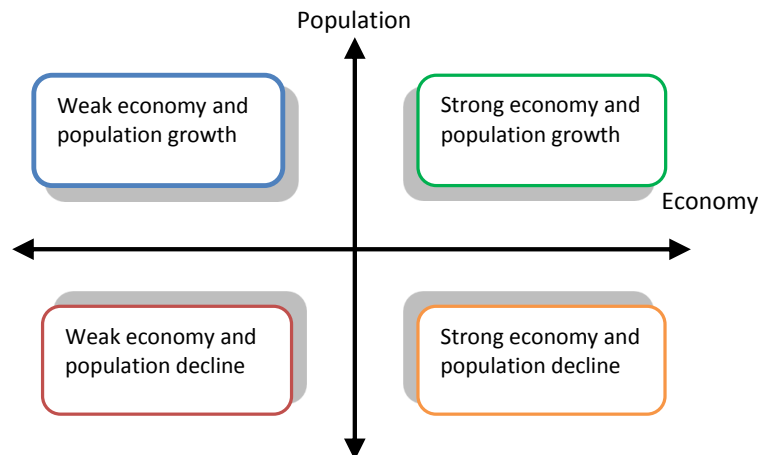 Population
Weak economy and
population growth
Strong economy and
population growth
Economy
Weak economy and
population decline
Strong economy and
population decline